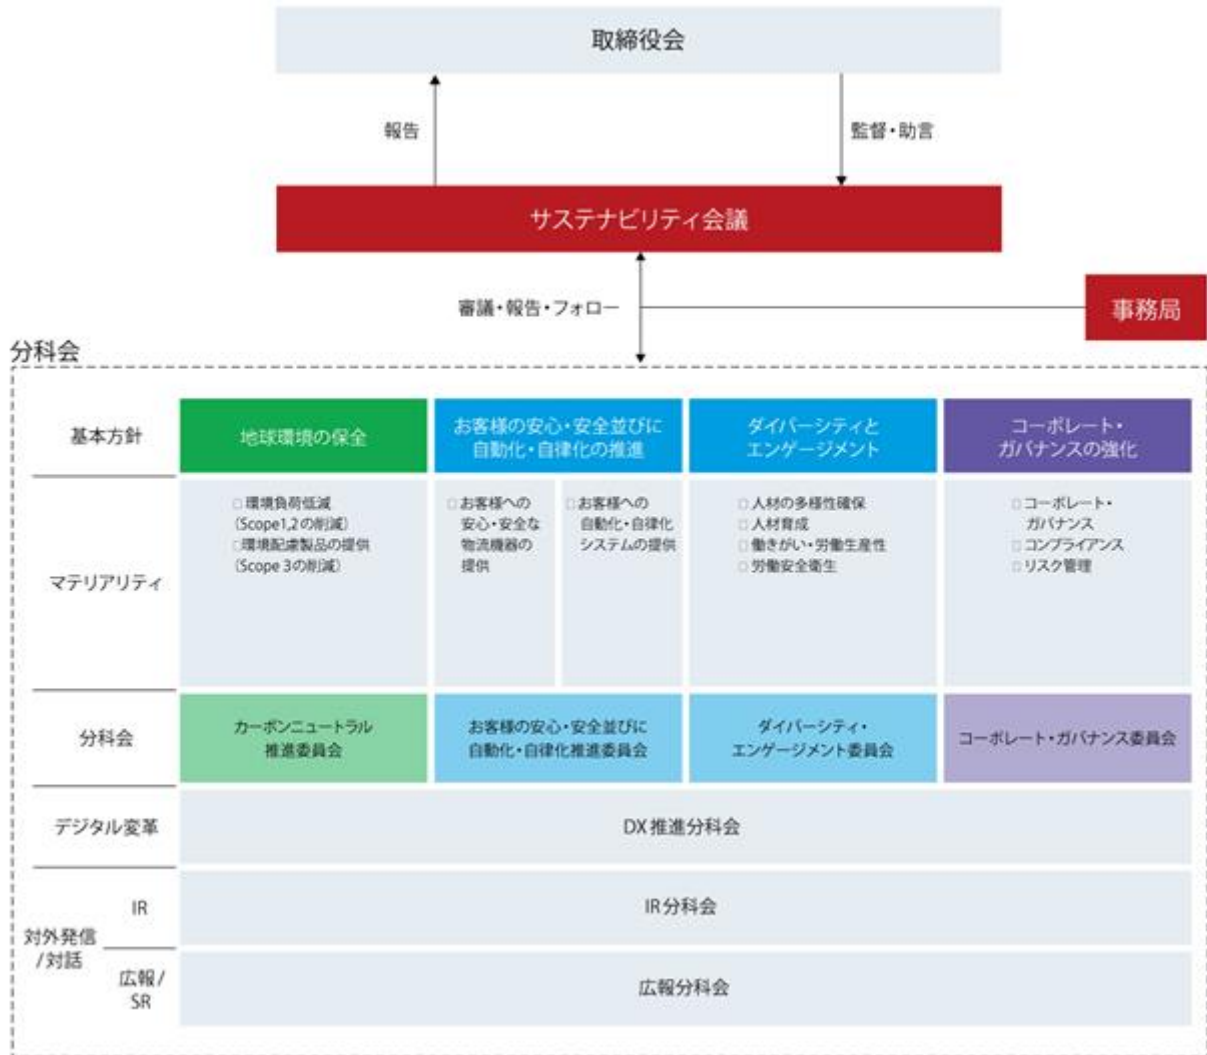 取締役会
報告
監督・助言
サステナビリティ会議
審議・報告・フォロー
事務局
分科会
基本方針
地球環境の保全
お客様の安心・安全並びに
自動化・自律化の推進
ダイバーシティと
エンゲージメント
コーポレート・
ガバナンスの強化
マテリアリティ
□環境負荷低減
(Scope1,2の削減)
□環境配慮製品の提供
(Scope 3の削減)
□お客様への
安心・安全な
物流機器の
提供
□お客様への
自動化・自律化
システムの提供
□人材の多様性確保
□人材育成
□働きがい・労働生産性
□労働安全衛生
□コーポレート・
ガバナンス
□コンプライアンス
□リスク管理
分科会
カーボンニュートラル
推進委員会
お客様の安心・安全並びに
自動化・自律化推進委員会
ダイバーシティ・
エンゲージメント委員会
コーポレート・ガバナンス委員会
デジタル変革
DX推進分科会
対外発信
/対話
IR
IR分科会
広報/
SR
広報分科会